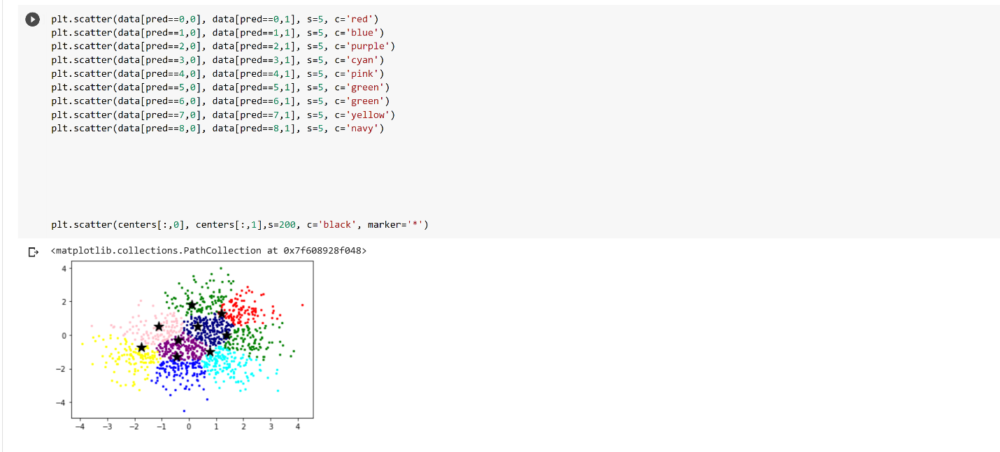 plt.scatter(data[pred==0,0], data[pred==0,1], s=5, c='red')
plt.scatter(data[pred==1,0], data[pred==1,1], s=5, c='blue')
plt.scatter(data[pred==2,0], data[pred==2,1], s=5, c='purple')
plt.scatter(data[pred==3,0], data[pred==3,1], s=5, c='cyan')
plt.scatter(data[pred==4,0], data[pred==4,1], s=5, c='pink')
plt.scatter(data[pred==5,0], data[pred==5,1], s=5, c='green')
plt.scatter(data[pred==6,0], data[pred==6,1], s=5, c='green')
plt.scatter(data[pred==7,0], data[pred==7,1], s=5, c='yellow')
plt.scatter(data[pred==8,0], data[pred==8,1], s=5, c='navy')
plt.scatter(centers[:,0], centers[:,1],s=200, c='black', marker='*')
<matplotlib.collections.PathCollection at 0x7f608928f048>
4
2
0
−2
−4
−4 −3 −2 −1 0 1 2 3 4